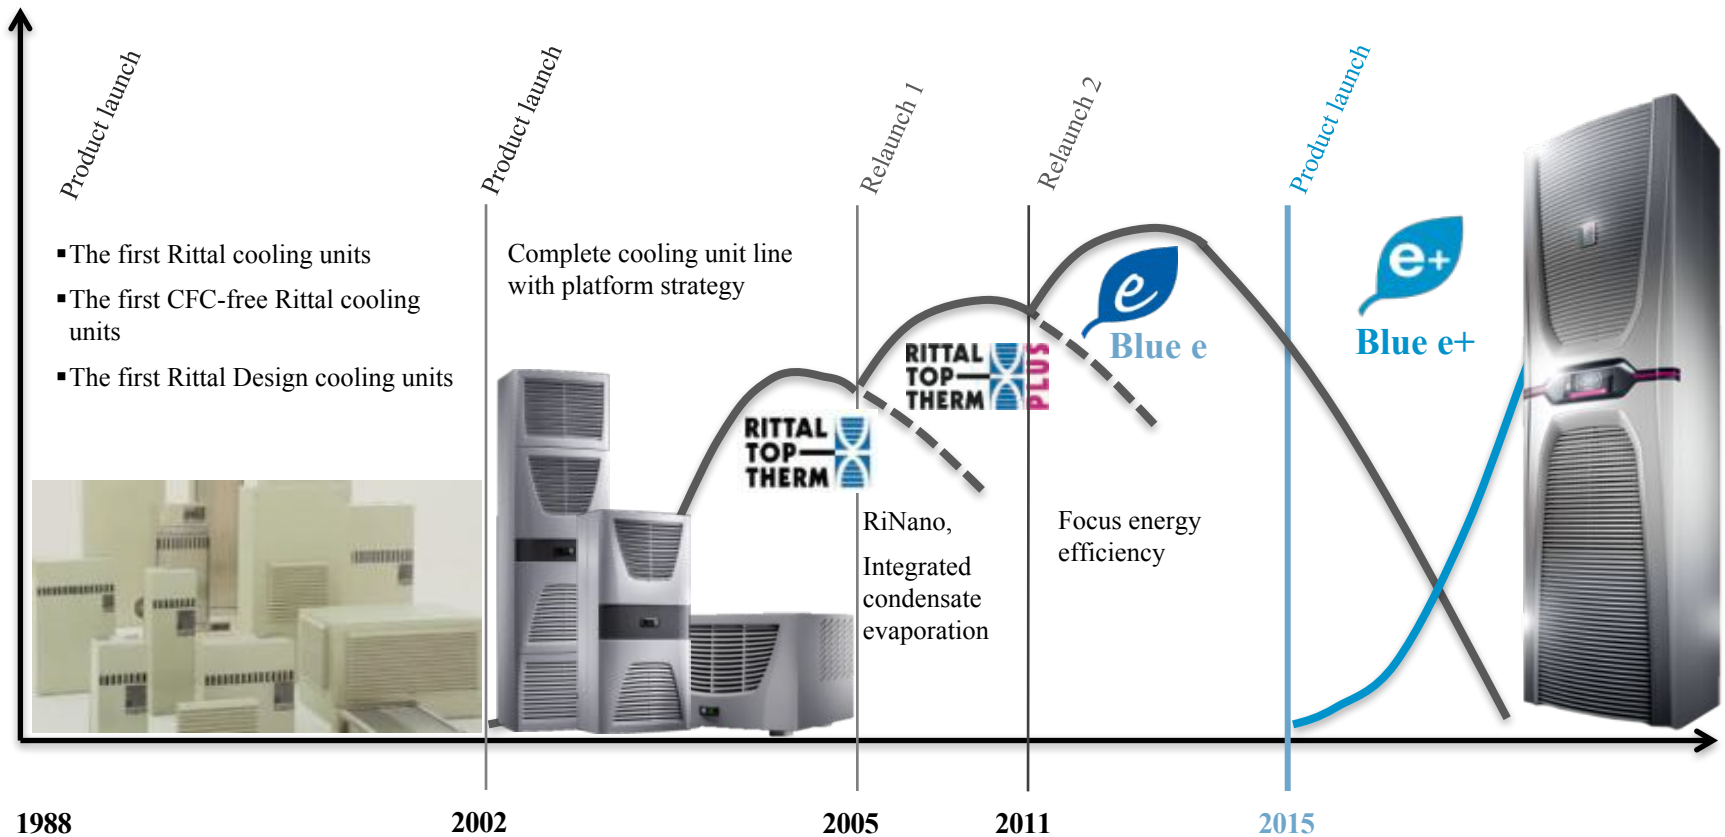 Product launch
Product launch
Relaunch 1
Relaunch 2
Product launch
▪The first Rittal cooling units
▪The first CFC-free Rittal cooling
units
▪The first Rittal Design cooling units
Complete cooling unit line
with platform strategy
RITTAL
TOP
THERM
RITTAL
TOP
THERM
PLUS
e
Blue e
e+
Blue e+
RiNano,
Integrated
condensate
evaporation
Focus energy
efficiency
1988
2002
2005
2011
2015